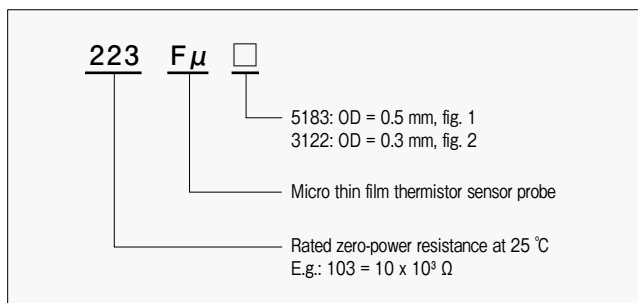 223 Fμ □
5183: OD = 0.5 mm, fig. 1
3122: OD = 0.3 mm, fig. 2
Micro thin film thermistor sensor probe
Rated zero-power resistance at 25 ℃
E.g.: 103 = 10 x 10³ Ω